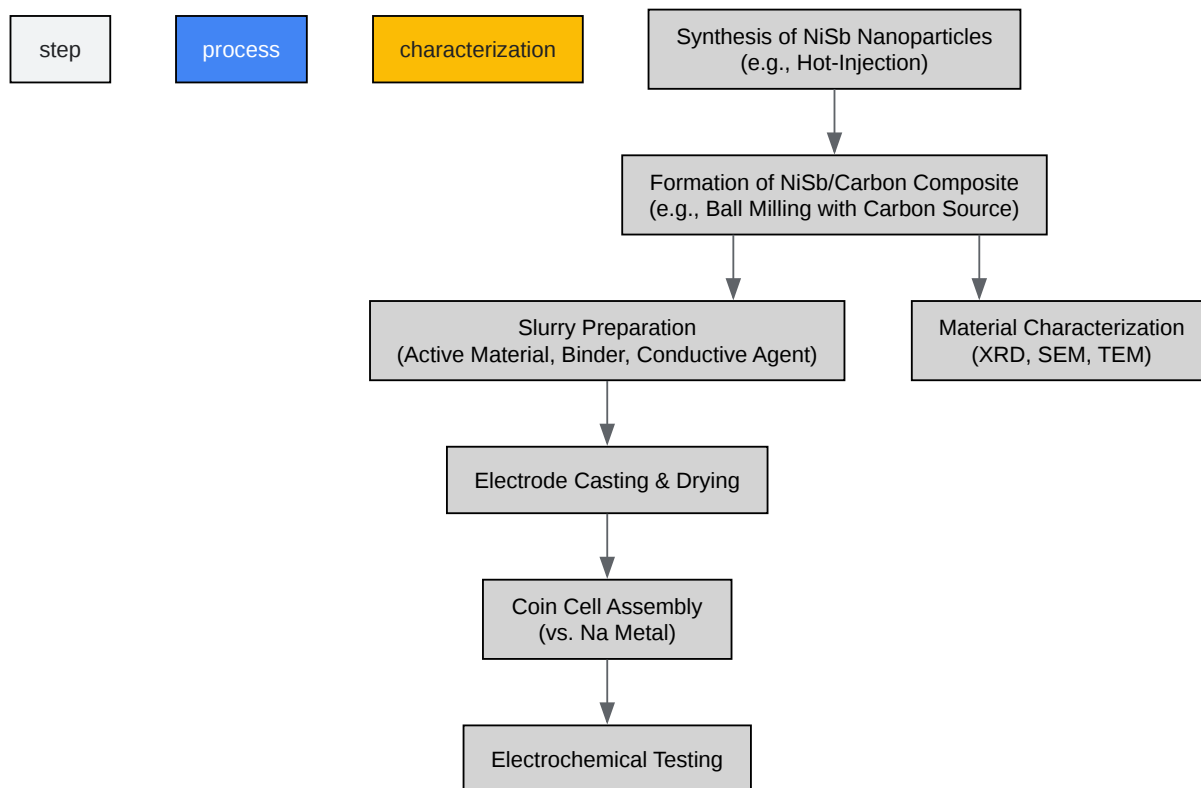 step
process
characterization
Synthesis of NiSb Nanoparticles
(e.g., Hot-Injection)
Formation of NiSb/Carbon Composite
(e.g., Ball Milling with Carbon Source)
Slurry Preparation
(Active Material, Binder, Conductive Agent)
Material Characterization
(XRD, SEM, TEM)
Electrode Casting & Drying
Coin Cell Assembly
(vs. Na Metal)
Electrochemical Testing